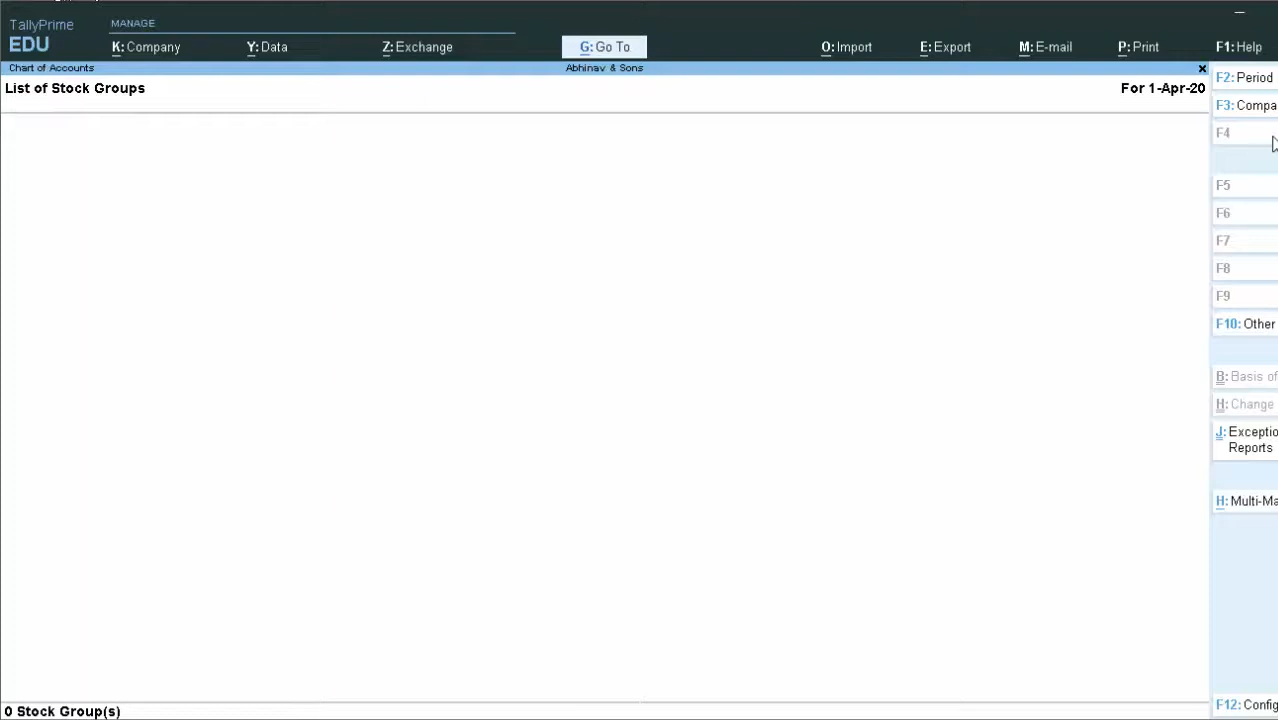 TallyPrime
EDU
MANAGE
K: Company
Y: Data
Z: Exchange
G: Go To
O: Import
E: Export
M: E-mail
P: Print
F1: Help
Chart of Accounts
Abhinav & Sons
List of Stock Groups
For 1-Apr-20
F2: Period
F3: Compa
F4
F5
F6
F7
F8
F9
F10: Other
B: Basis of
H: Change
J: Exceptio
Reports
H: Multi-Ma
F12: Config
0 Stock Group(s)